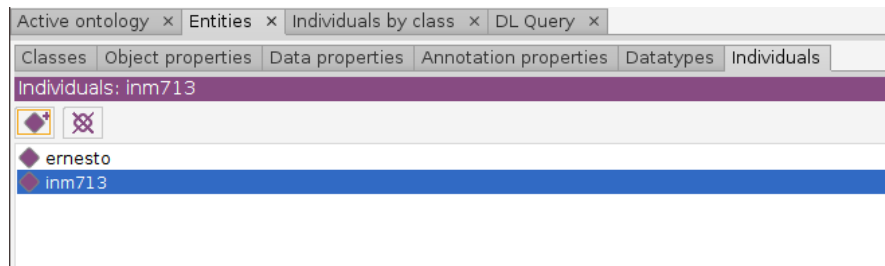 Active ontology × Entities × Individuals by class × DL Query ×
Classes Object properties Data properties Annotation properties Datatypes Individuals
Individuals: inm713
ernesto
inm713